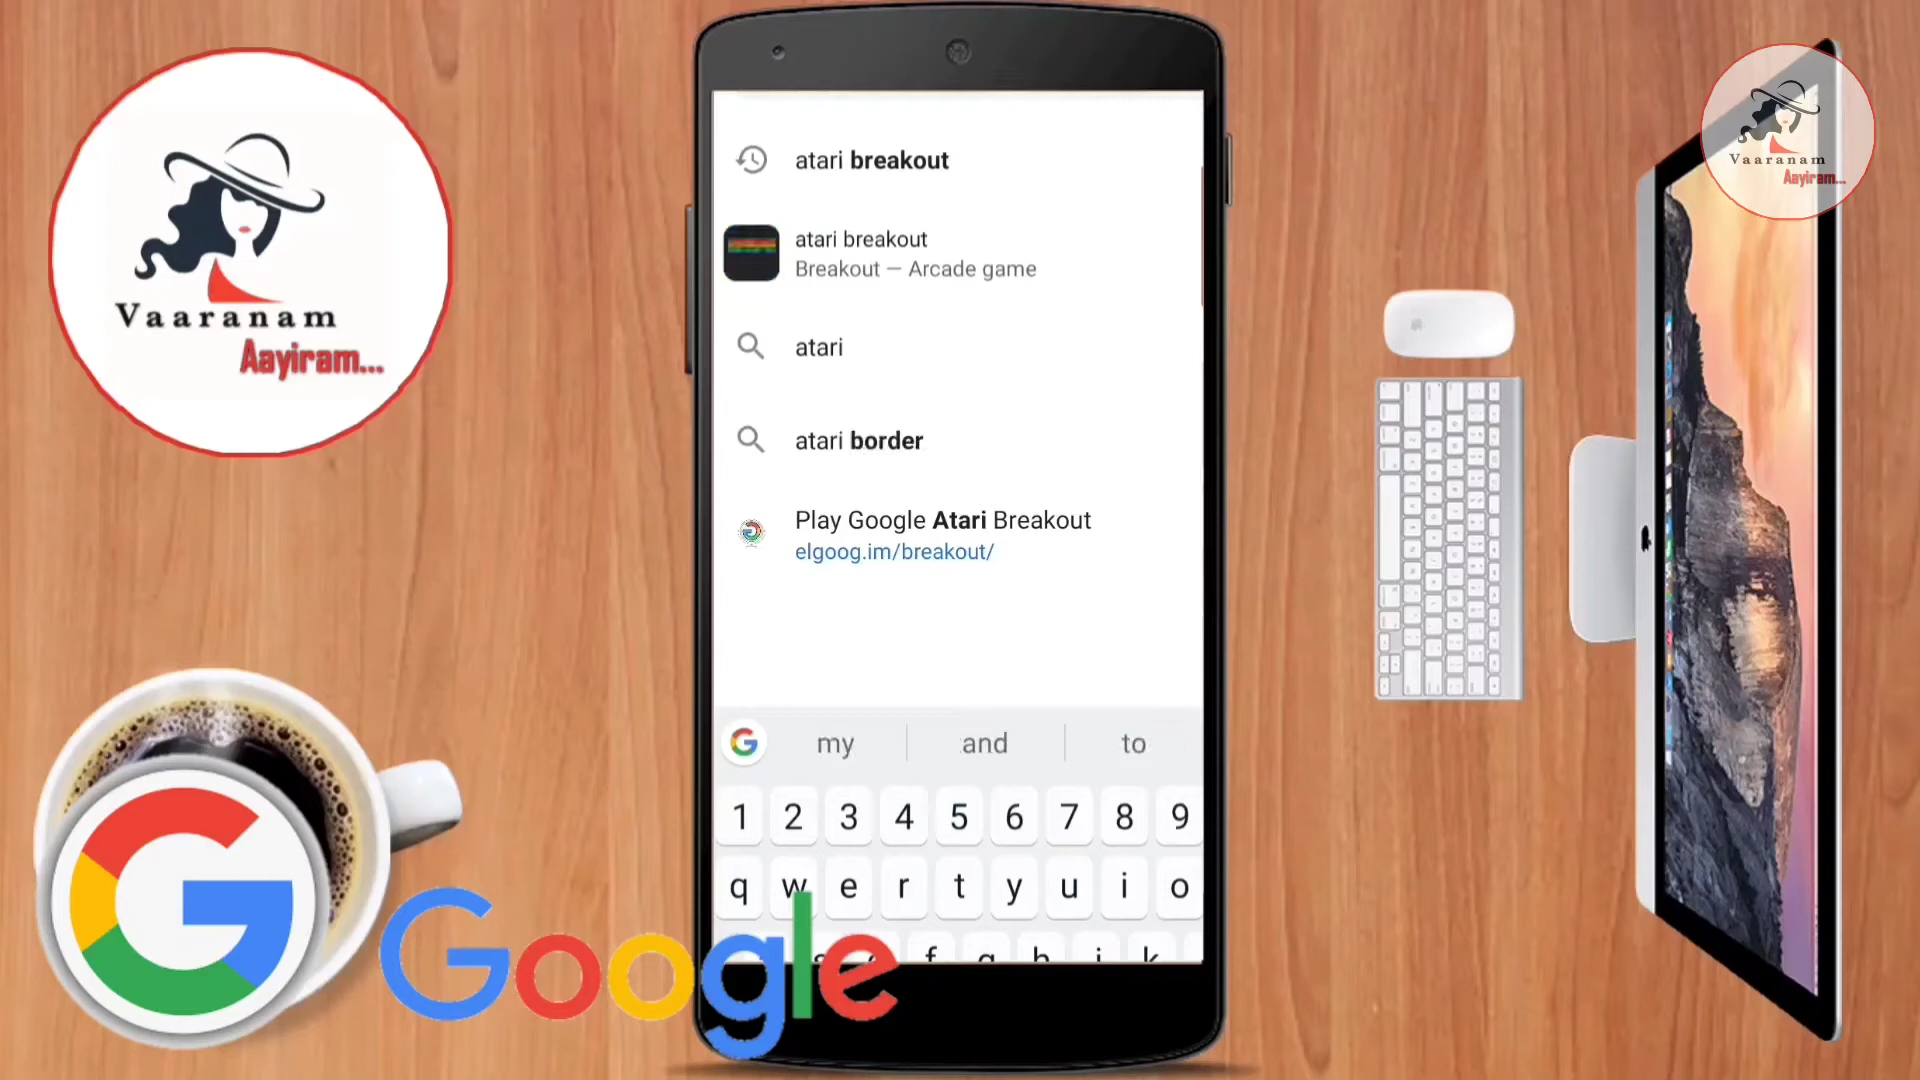 Vaaranam
Aayiram...
Vaaranam
Aayiram...
atari breakout
atari breakout
Breakout — Arcade game
atari
atari border
Play Google Atari Breakout
elgoog.im/breakout/
my and to
1 2 3 4 5 6 7 8 9
q w e r t y u i o
f g h j k
Google